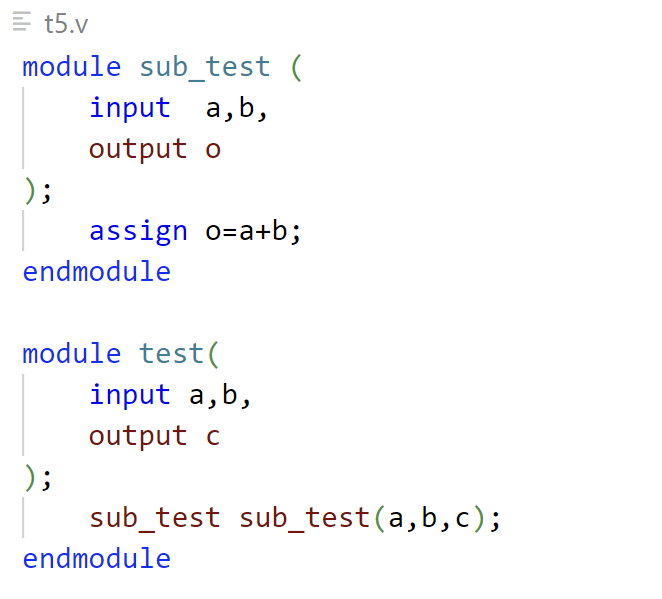 t5.v
module sub_test (
    input  a,b,
    output o
);
    assign o=a+b;
endmodule

module test(
    input a,b,
    output c
);
    sub_test sub_test(a,b,c);
endmodule